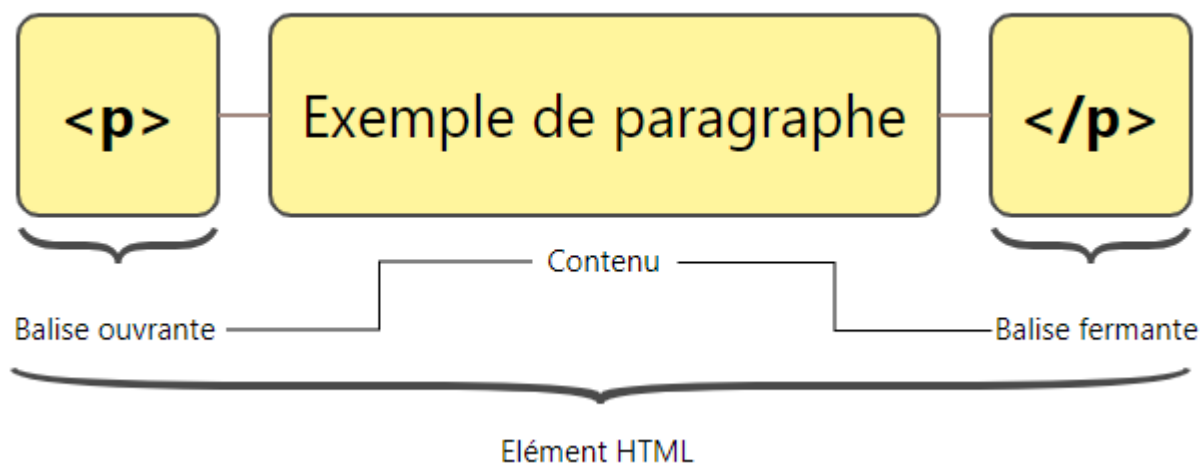 <p>
Exemple de paragraphe
</p>
Contenu
Balise ouvrante
Balise fermante
Elément HTML